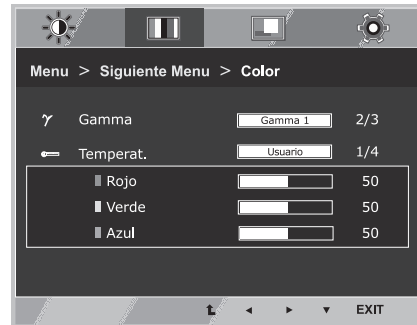 Menu > Siguiente Menu > Color
γ Gamma Gamma 1 2/3
Temperat. Usuario 1/4
Rojo 50
Verde 50
Azul 50
EXIT